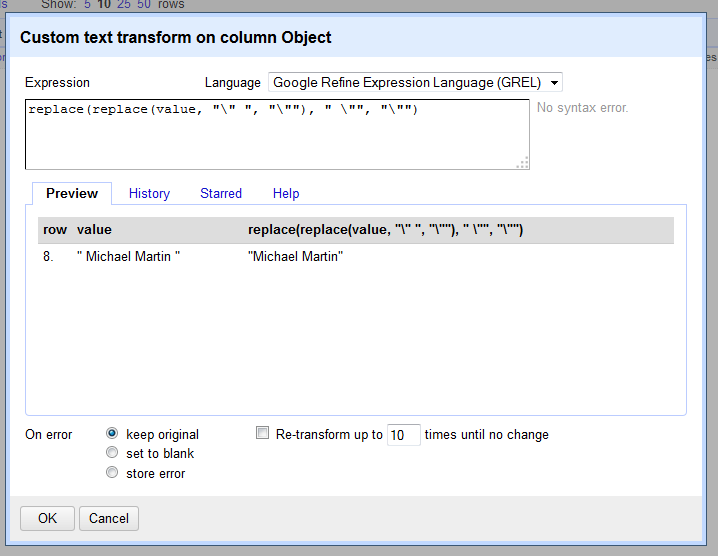 Show: 5 10 25 50 rows
Custom text transform on column Object
Expression Language Google Refine Expression Language (GREL)
replace(replace(value, "\" ", "\""), " \"", "\"") No syntax error.
Preview History Starred Help
row value replace(replace(value, "\" ", "\""), " \"", "\"")
8. " Michael Martin " "Michael Martin"
On error keep original Re-transform up to 10 times until no change
set to blank
store error
OK Cancel